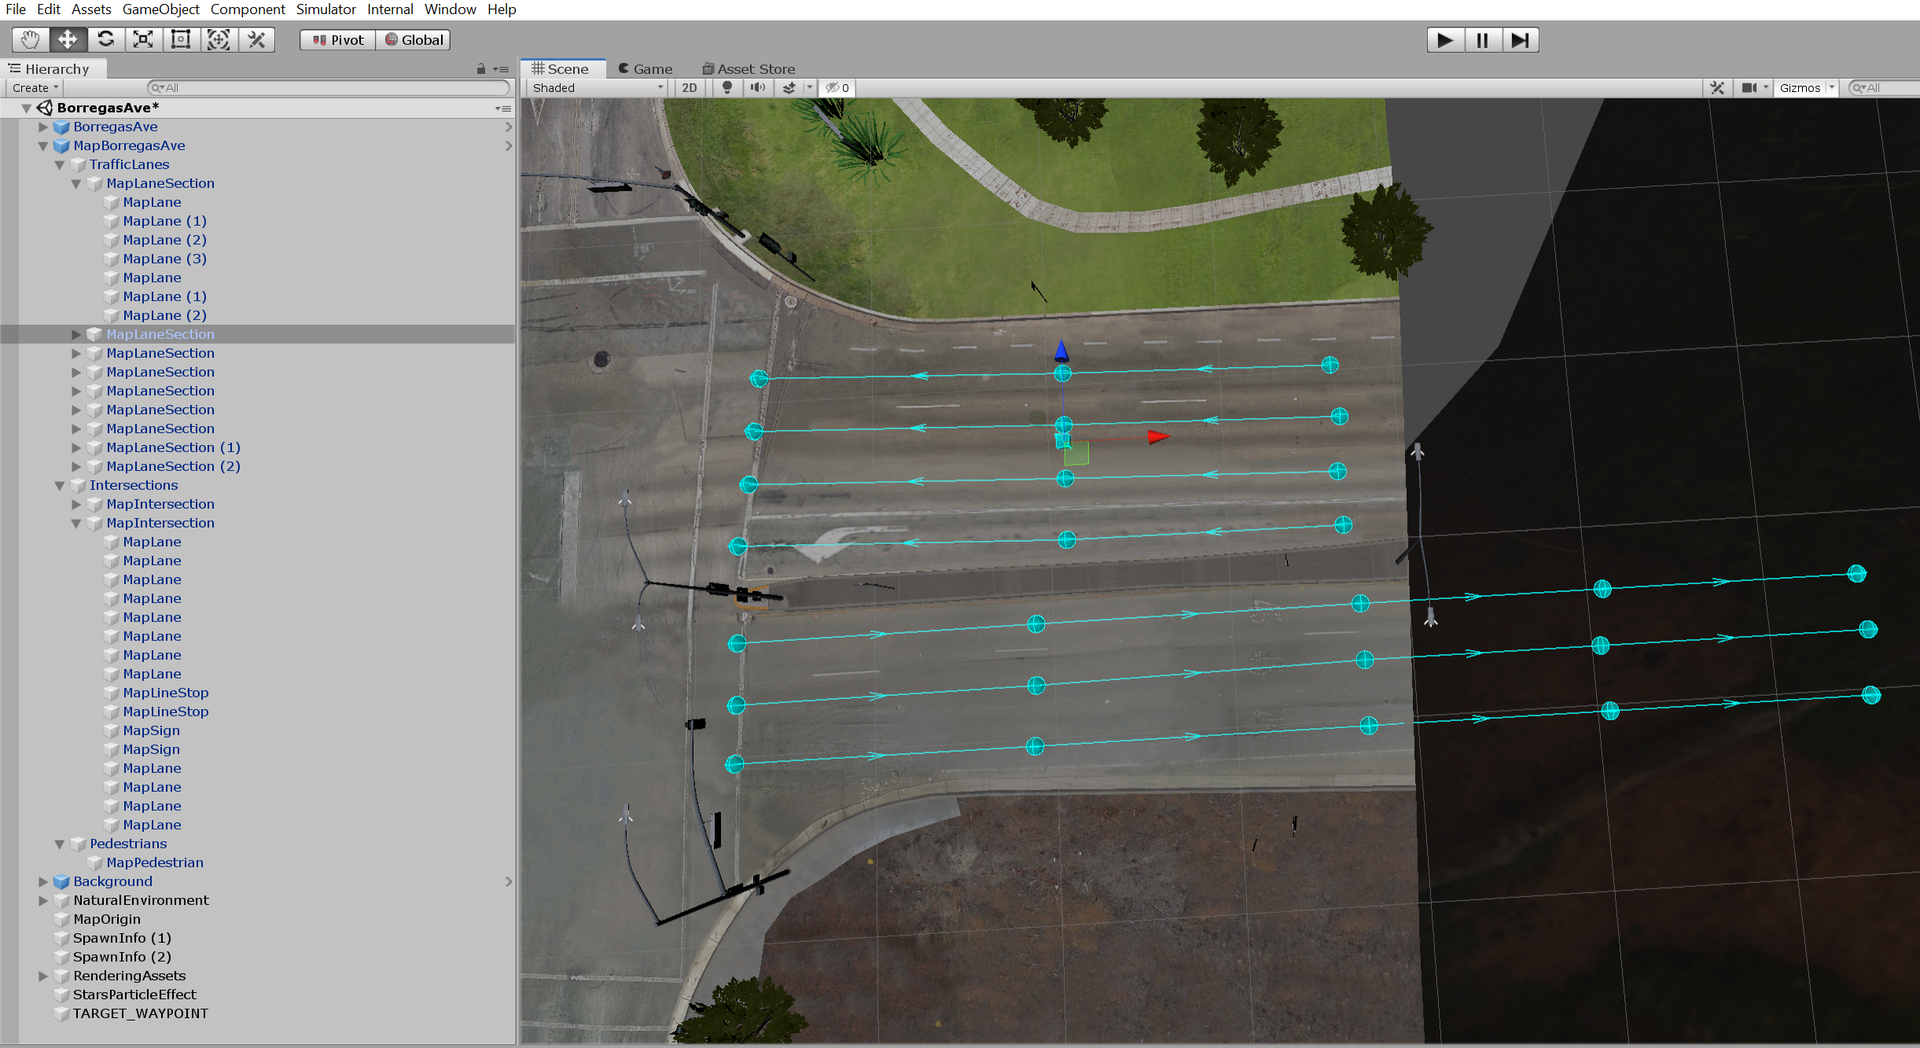 File Edit Assets GameObject Component Simulator Internal Window Help
Pivot Global
Hierarchy
Scene Game Asset Store
Create All
Shaded 2D 0 Gizmos All
BorregasAve*
BorregasAve
MapBorregasAve
TrafficLanes
MapLaneSection
MapLane
MapLane (1)
MapLane (2)
MapLane (3)
MapLane
MapLane (1)
MapLane (2)
MapLaneSection
MapLaneSection
MapLaneSection
MapLaneSection
MapLaneSection
MapLaneSection
MapLaneSection (1)
MapLaneSection (2)
Intersections
MapIntersection
MapIntersection
MapLane
MapLane
MapLane
MapLane
MapLane
MapLane
MapLane
MapLane
MapLineStop
MapLineStop
MapSign
MapSign
MapLane
MapLane
MapLane
MapLane
Pedestrians
MapPedestrian
Background
NaturalEnvironment
MapOrigin
SpawnInfo (1)
SpawnInfo (2)
RenderingAssets
StarsParticleEffect
TARGET_WAYPOINT